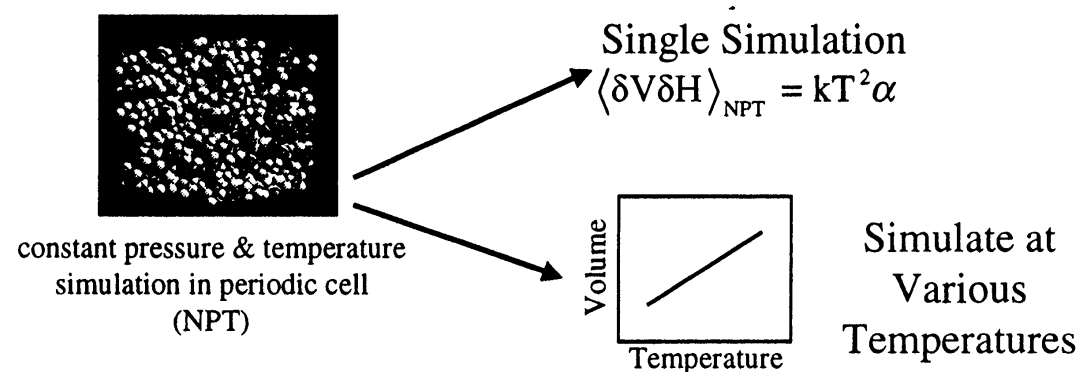 Single Simulation
⟨δVδH⟩NPT = kT²α
constant pressure & temperature
simulation in periodic cell
(NPT)
Volume
Temperature
Simulate at
Various
Temperatures